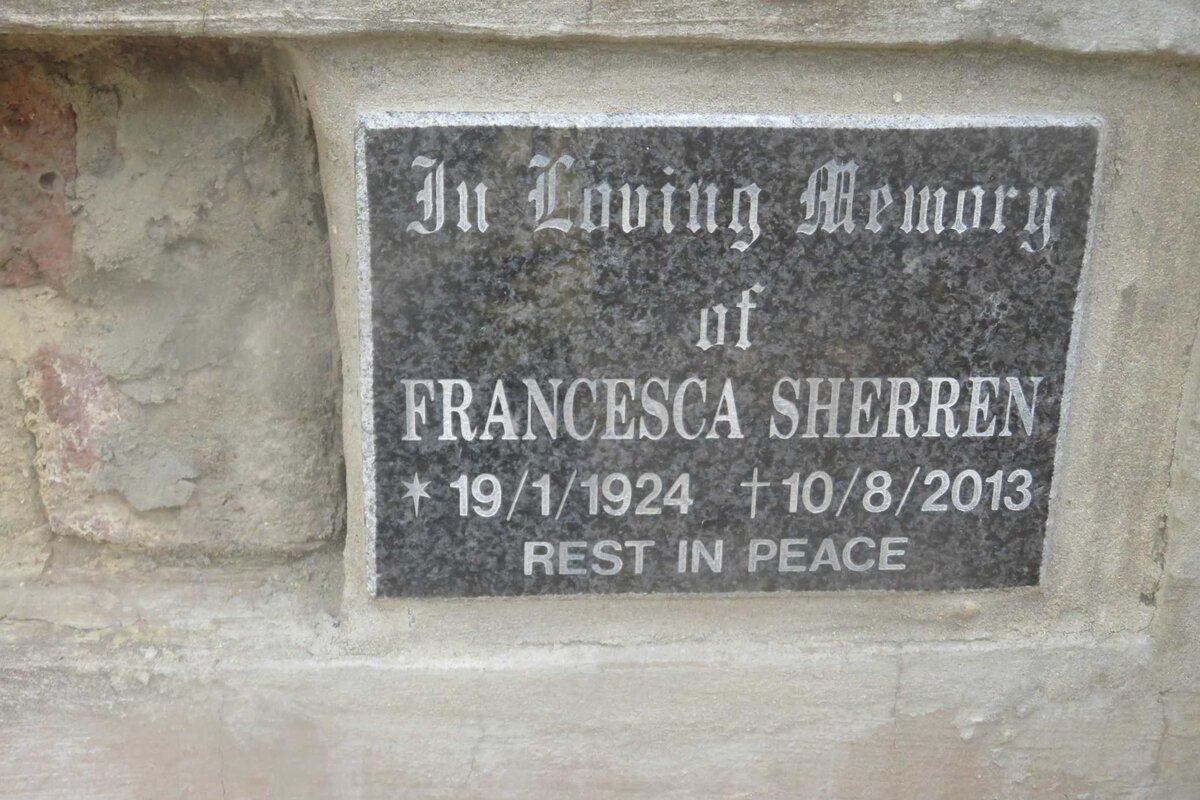 In Loving Memory
of
FRANCESCA SHERREN
* 19/1/1924 † 10/8/2013
REST IN PEACE